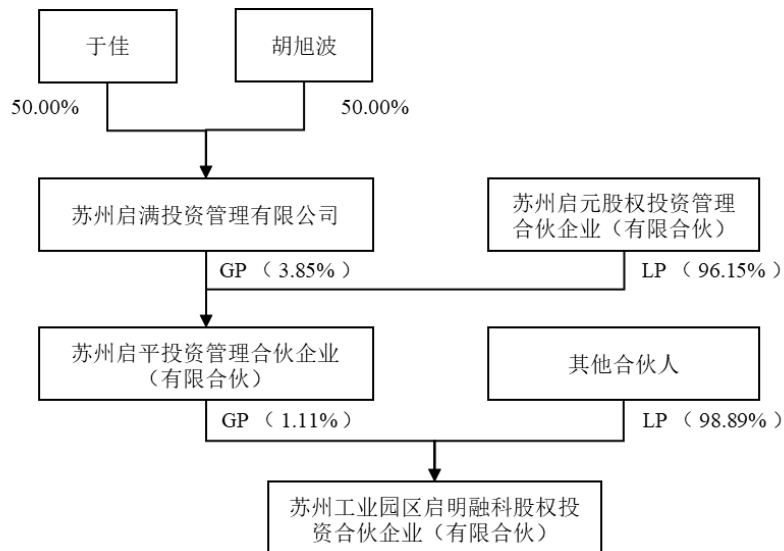 于佳
胡旭波
50.00%
50.00%
苏州启满投资管理有限公司
苏州启元股权投资管理
合伙企业（有限合伙）
GP （ 3.85% ）
LP （ 96.15% ）
苏州启平投资管理合伙企业
（有限合伙）
其他合伙人
GP （ 1.11% ）
LP （ 98.89% ）
苏州工业园区启明融科股权投
资合伙企业（有限合伙）